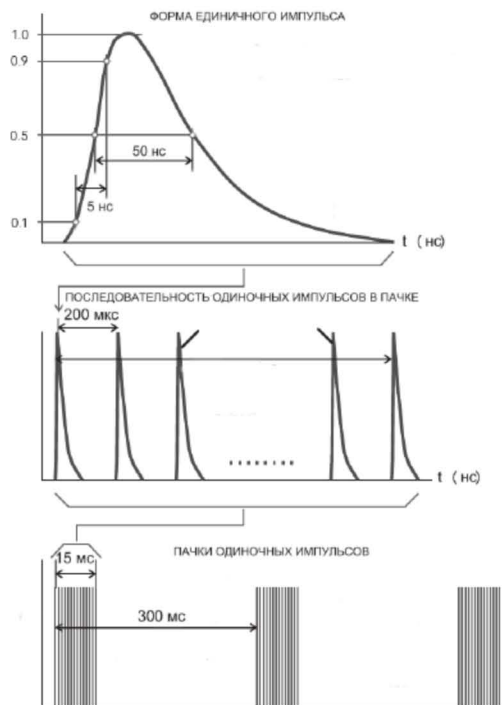 ФОРМА ЕДИНИЧНОГО ИМПУЛЬСА
1.0
0.9
0.5
50 нс
5 нс
0.1
t ( нс)
ПОСЛЕДОВАТЕЛЬНОСТЬ ОДИНОЧНЫХ ИМПУЛЬСОВ В ПАЧКЕ
200 мкс
........
t ( нс)
ПАЧКИ ОДИНОЧНЫХ ИМПУЛЬСОВ
15 мс
300 мс